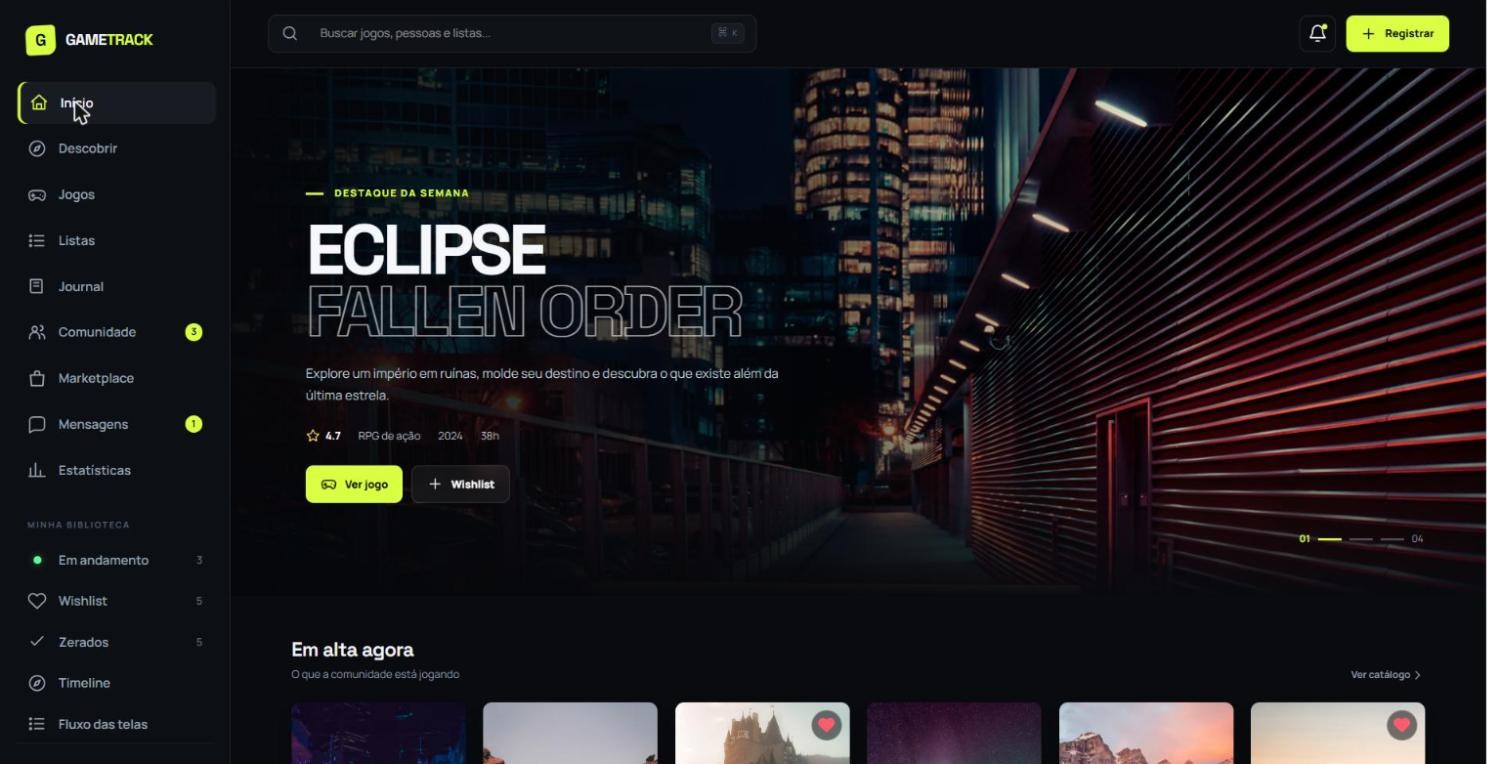 G GAMETRACK
Buscar jogos, pessoas e listas...
⌘ K
Registrar
Início
Descobrir
Jogos
Listas
Journal
Comunidade 3
Marketplace
Mensagens 1
Estatísticas
MINHA BIBLIOTECA
Em andamento 3
Wishlist 5
Zerados 5
Timeline
Fluxo das telas
DESTAQUE DA SEMANA
ECLIPSE
FALLEN ORDER
Explore um império em ruínas, molde seu destino e descubra o que existe além da
última estrela.
4.7 RPG de ação 2024 38h
Ver jogo
Wishlist
01 04
Em alta agora
O que a comunidade está jogando
Ver catálogo